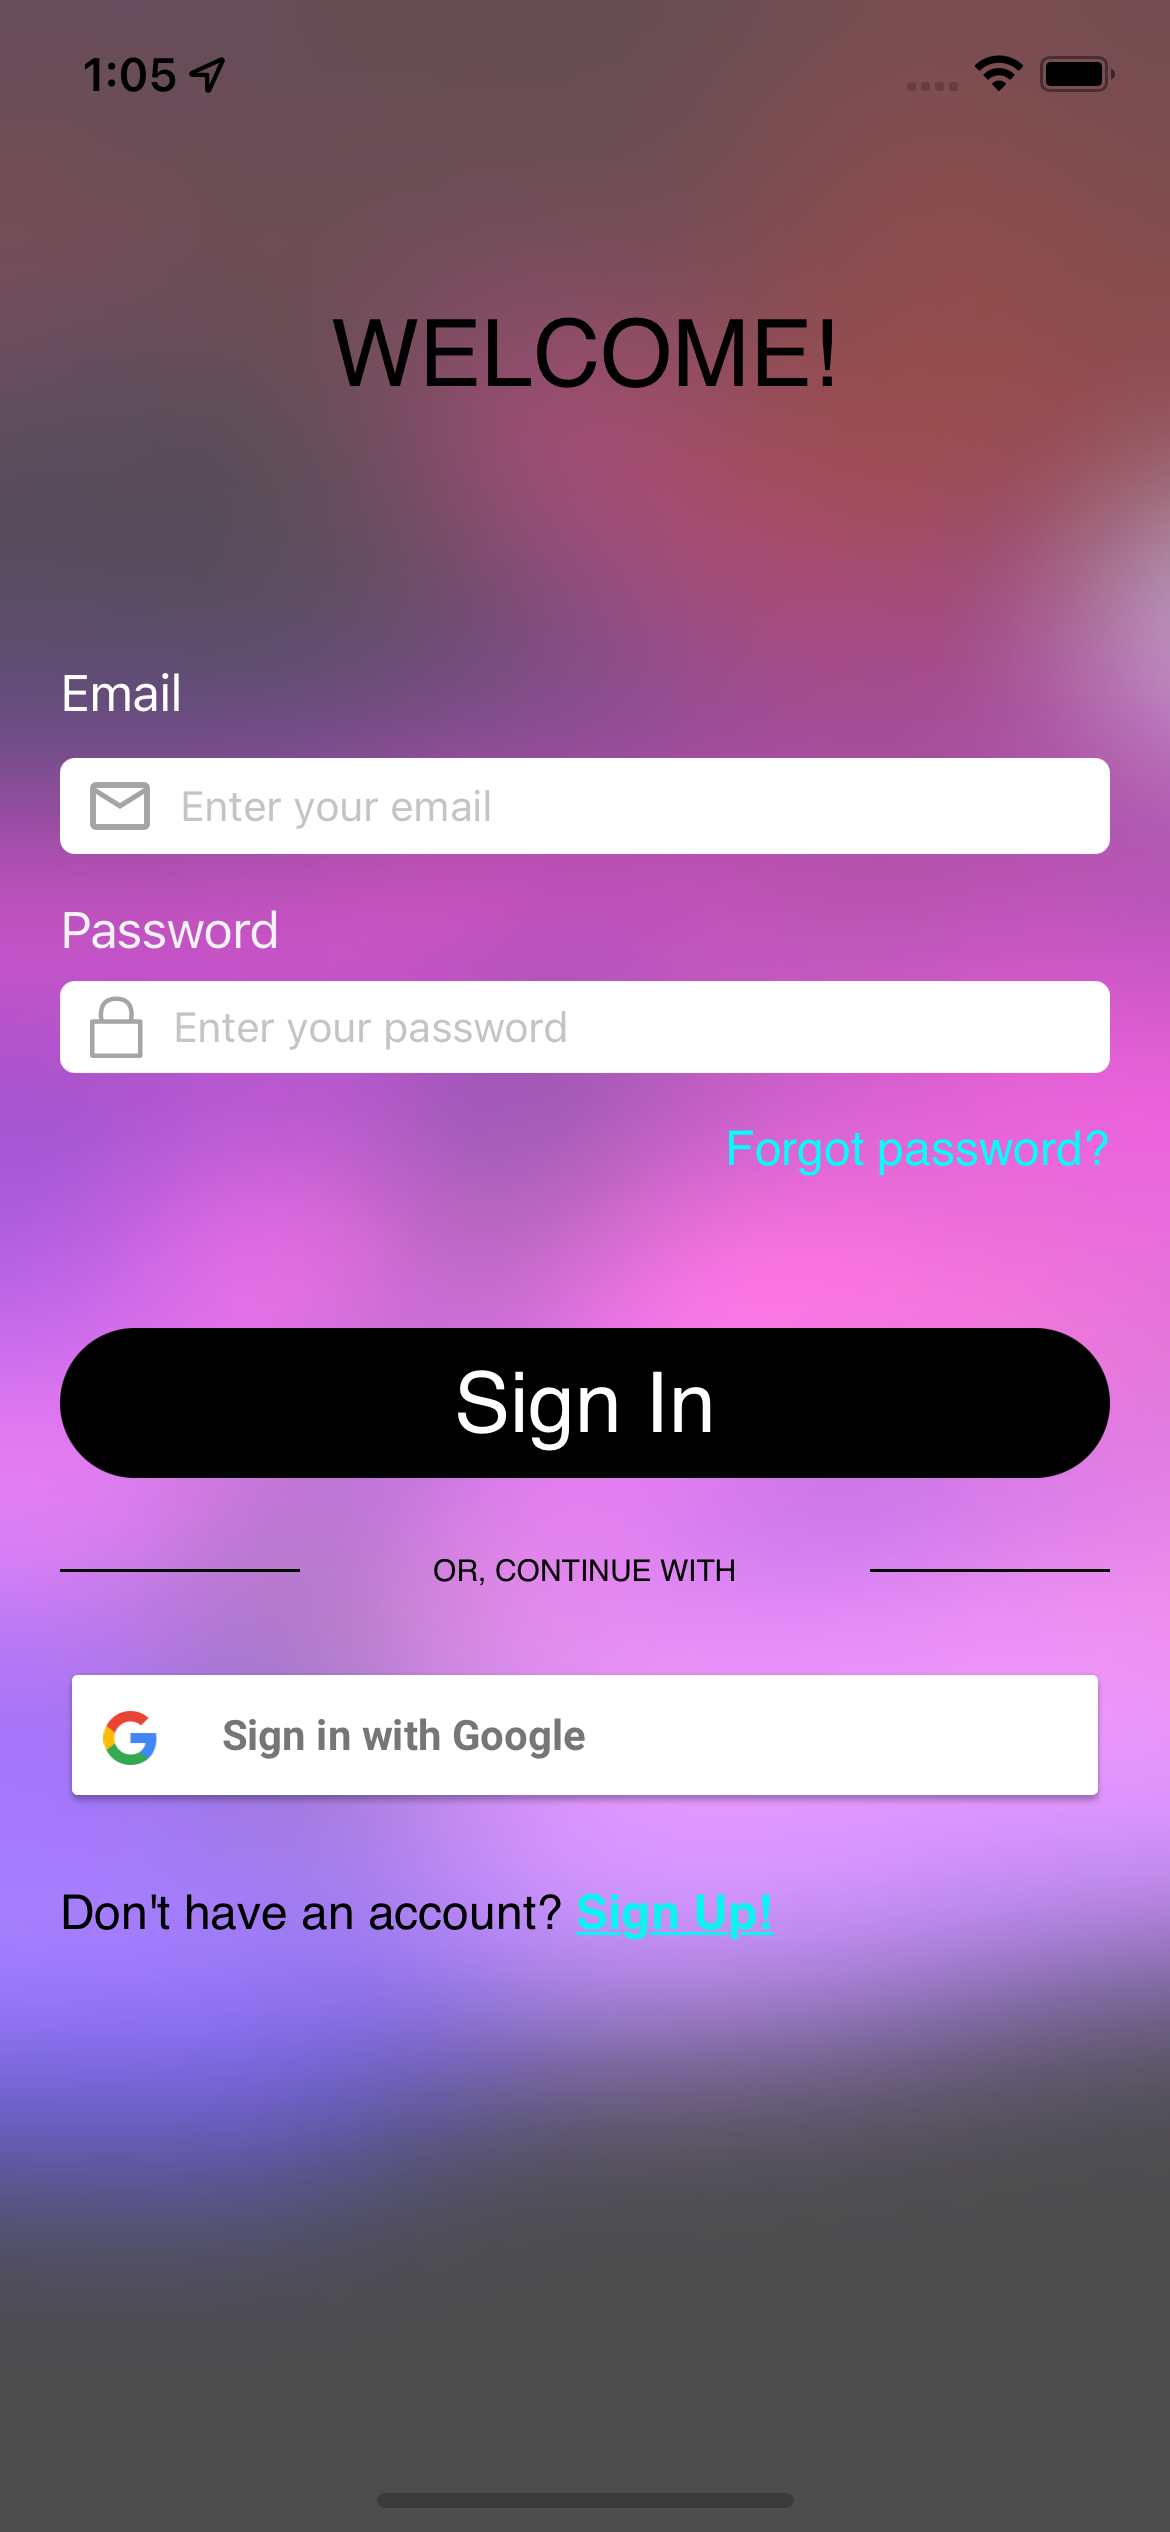 1:05
WELCOME!
Email
Enter your email
Password
Enter your password
Forgot password?
Sign In
OR, CONTINUE WITH
Sign in with Google
Don't have an account? Sign Up!